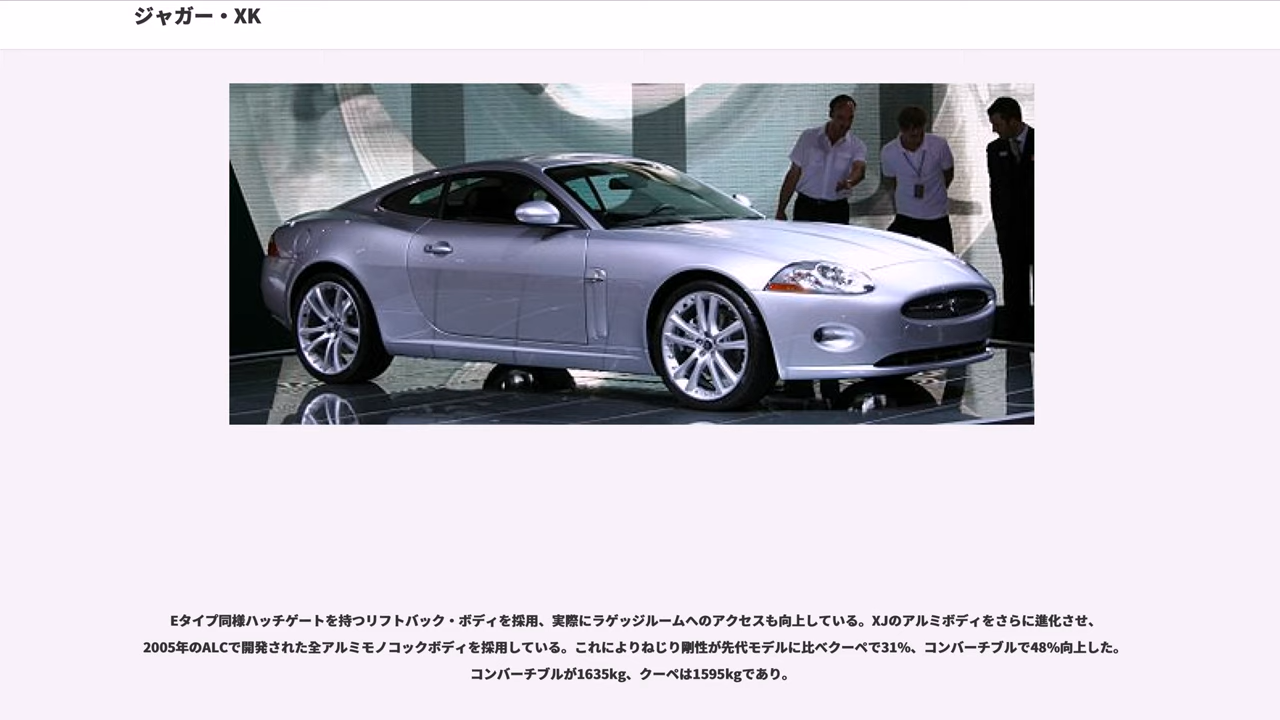 ジャガー・XK
Eタイプ同様ハッチゲートを持つリフトバック・ボディを採用、実際にラゲッジルームへのアクセスも向上している。XJのアルミボディをさらに進化させ、
2005年のALCで開発された全アルミモノコックボディを採用している。これによりねじり剛性が先代モデルに比べクーペで31%、コンバーチブルで48%向上した。
コンバーチブルが1635kg、クーペは1595kgであり。